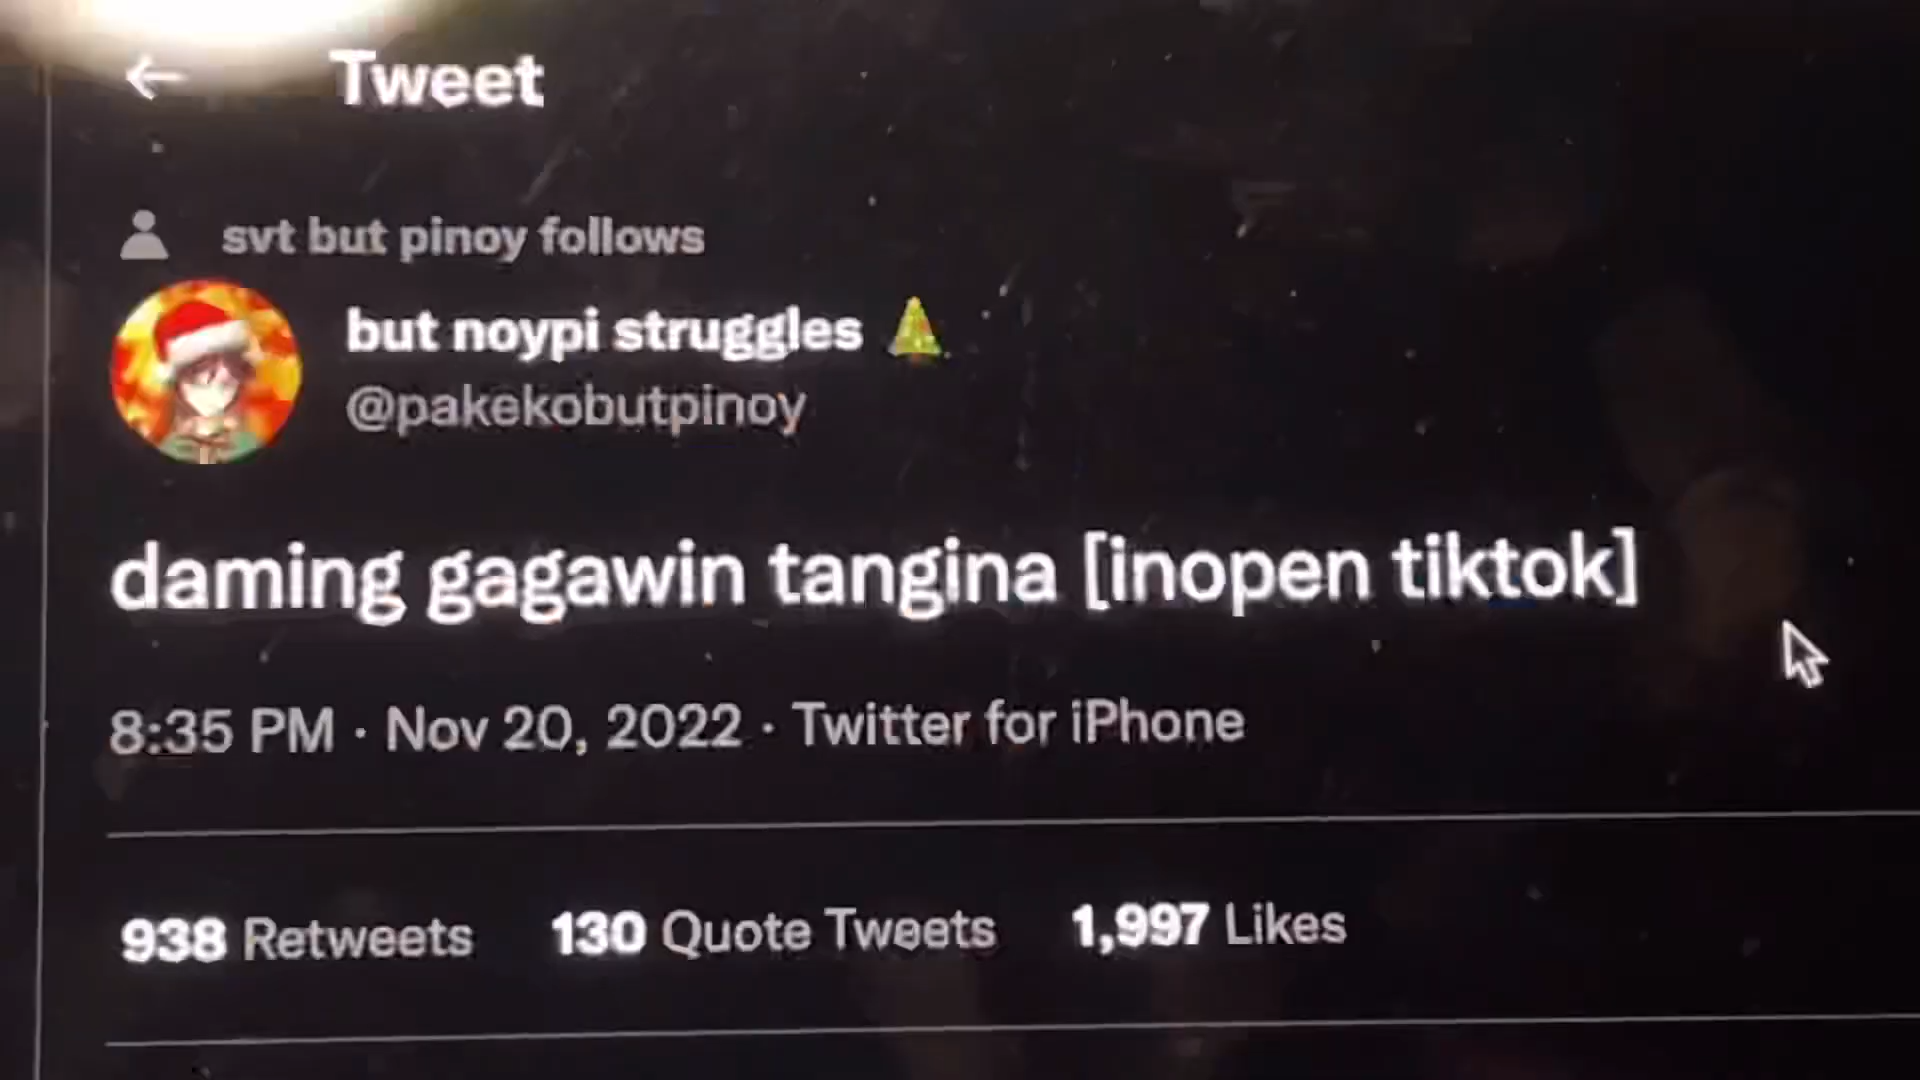 Tweet
svt but pinoy follows
but noypi struggles 🎄
@pakekobutpinoy
daming gagawin tangina [inopen tiktok]
8:35 PM · Nov 20, 2022 · Twitter for iPhone
938 Retweets 130 Quote Tweets 1,997 Likes